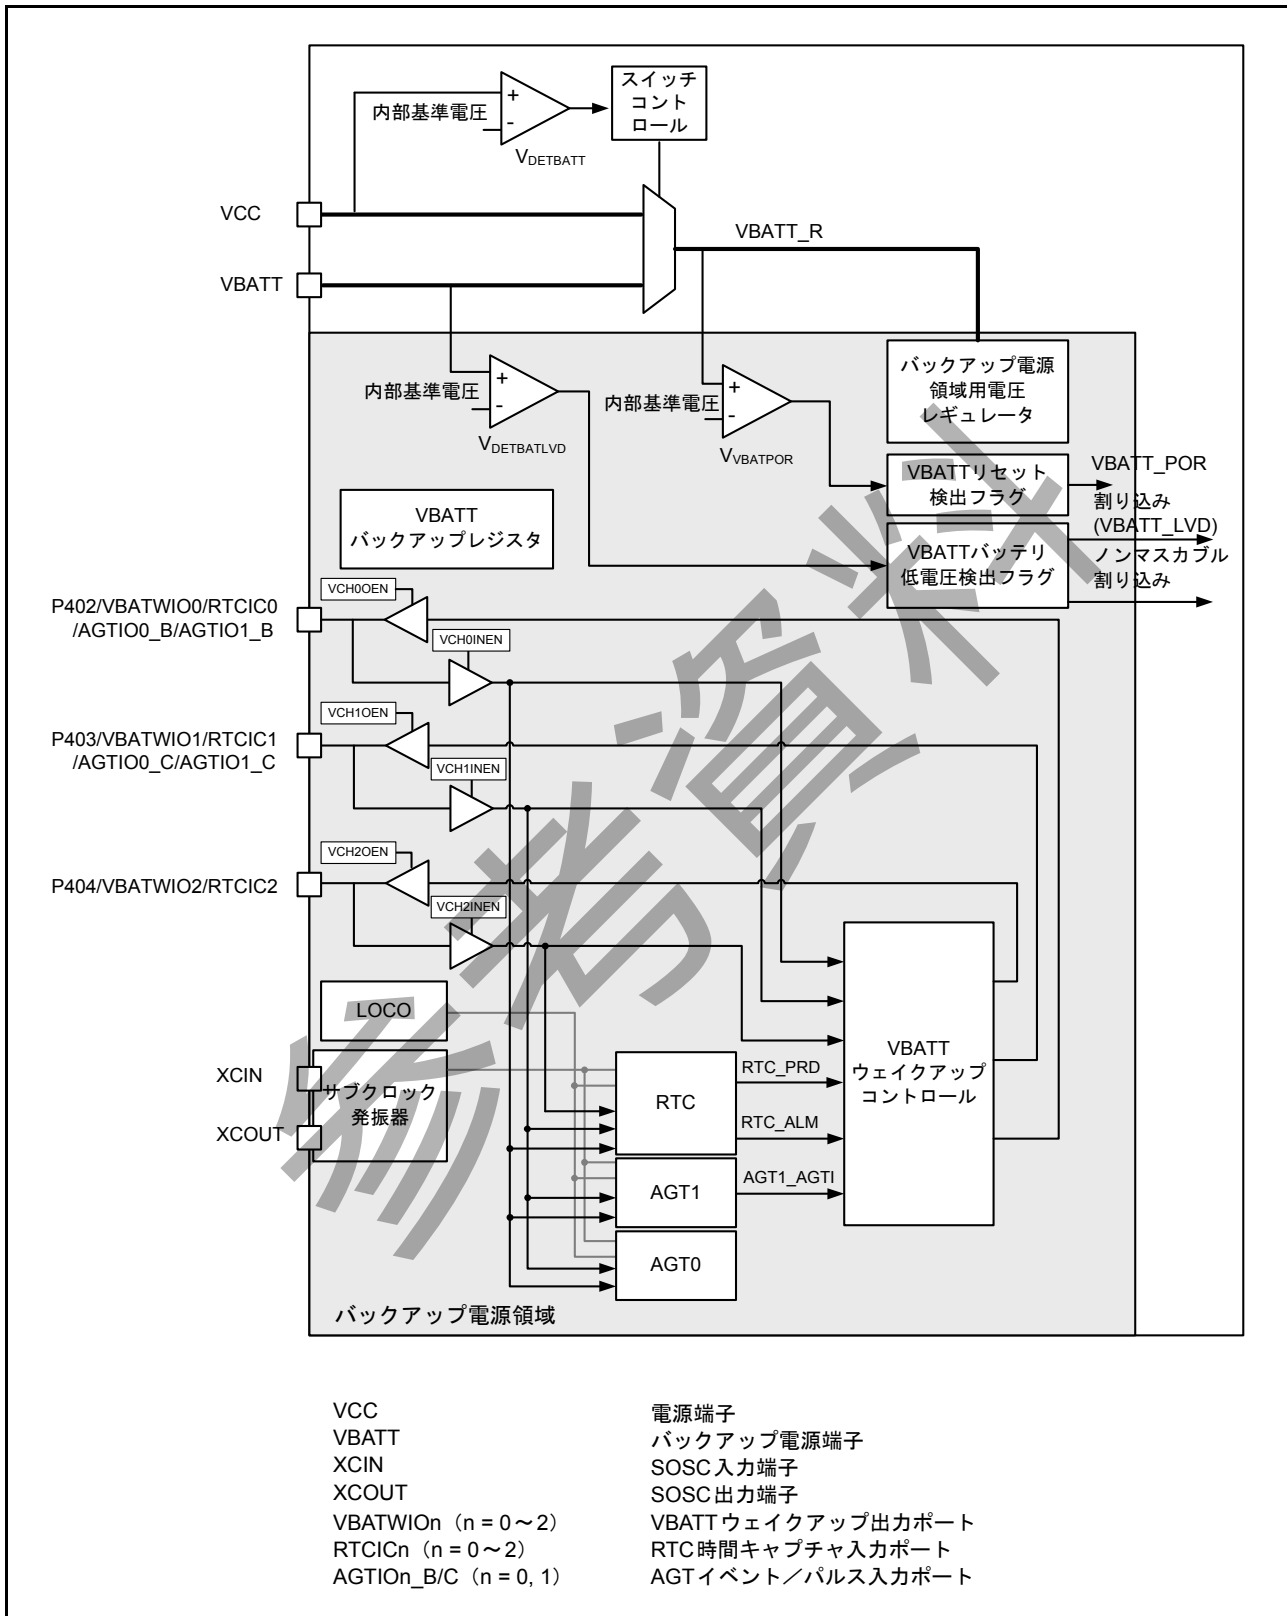 スイッチ
コント
ロール
内部基準電圧
+
-
VDETBATT
VCC
VBATT_R
VBATT
バックアップ電源
領域用電圧
レギュレータ
内部基準電圧
+
-
VDETBATLVD
内部基準電圧
+
-
VVBATPOR
VBATTリセット
検出フラグ
VBATT_POR
割り込み
(VBATT_LVD)
ノンマスカブル
割り込み
VBATTバッテリ
低電圧検出フラグ
VBATT
バックアップレジスタ
VCH0OEN
P402/VBATWIO0/RTCIC0
/AGTIO0_B/AGTIO1_B
VCH0INEN
VCH1OEN
P403/VBATWIO1/RTCIC1
/AGTIO0_C/AGTIO1_C
VCH1INEN
VCH2OEN
P404/VBATWIO2/RTCIC2
VCH2INEN
LOCO
XCIN
サブクロック
発振器
XCOUT
RTC
RTC_PRD
RTC_ALM
VBATT
ウェイクアップ
コントロール
AGT1
AGT1_AGTI
AGT0
バックアップ電源領域
参考資料
VCC 電源端子
VBATT バックアップ電源端子
XCIN SOSC入力端子
XCOUT SOSC出力端子
VBATWIOn（n = 0～2） VBATTウェイクアップ出力ポート
RTCICn（n = 0～2） RTC時間キャプチャ入力ポート
AGTIOn_B/C（n = 0, 1） AGTイベント／パルス入力ポート